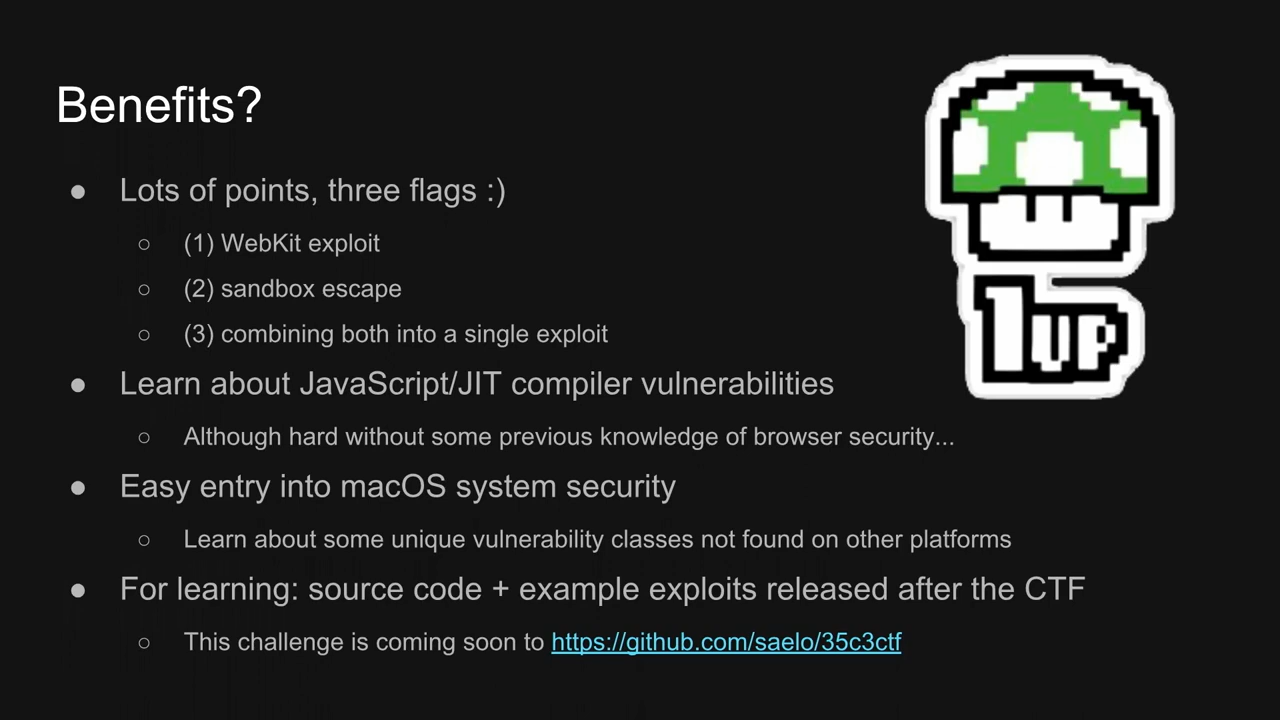 Benefits?
● Lots of points, three flags :)
○ (1) WebKit exploit
○ (2) sandbox escape
○ (3) combining both into a single exploit
● Learn about JavaScript/JIT compiler vulnerabilities
○ Although hard without some previous knowledge of browser security...
● Easy entry into macOS system security
○ Learn about some unique vulnerability classes not found on other platforms
● For learning: source code + example exploits released after the CTF
○ This challenge is coming soon to https://github.com/saelo/35c3ctf
1UP